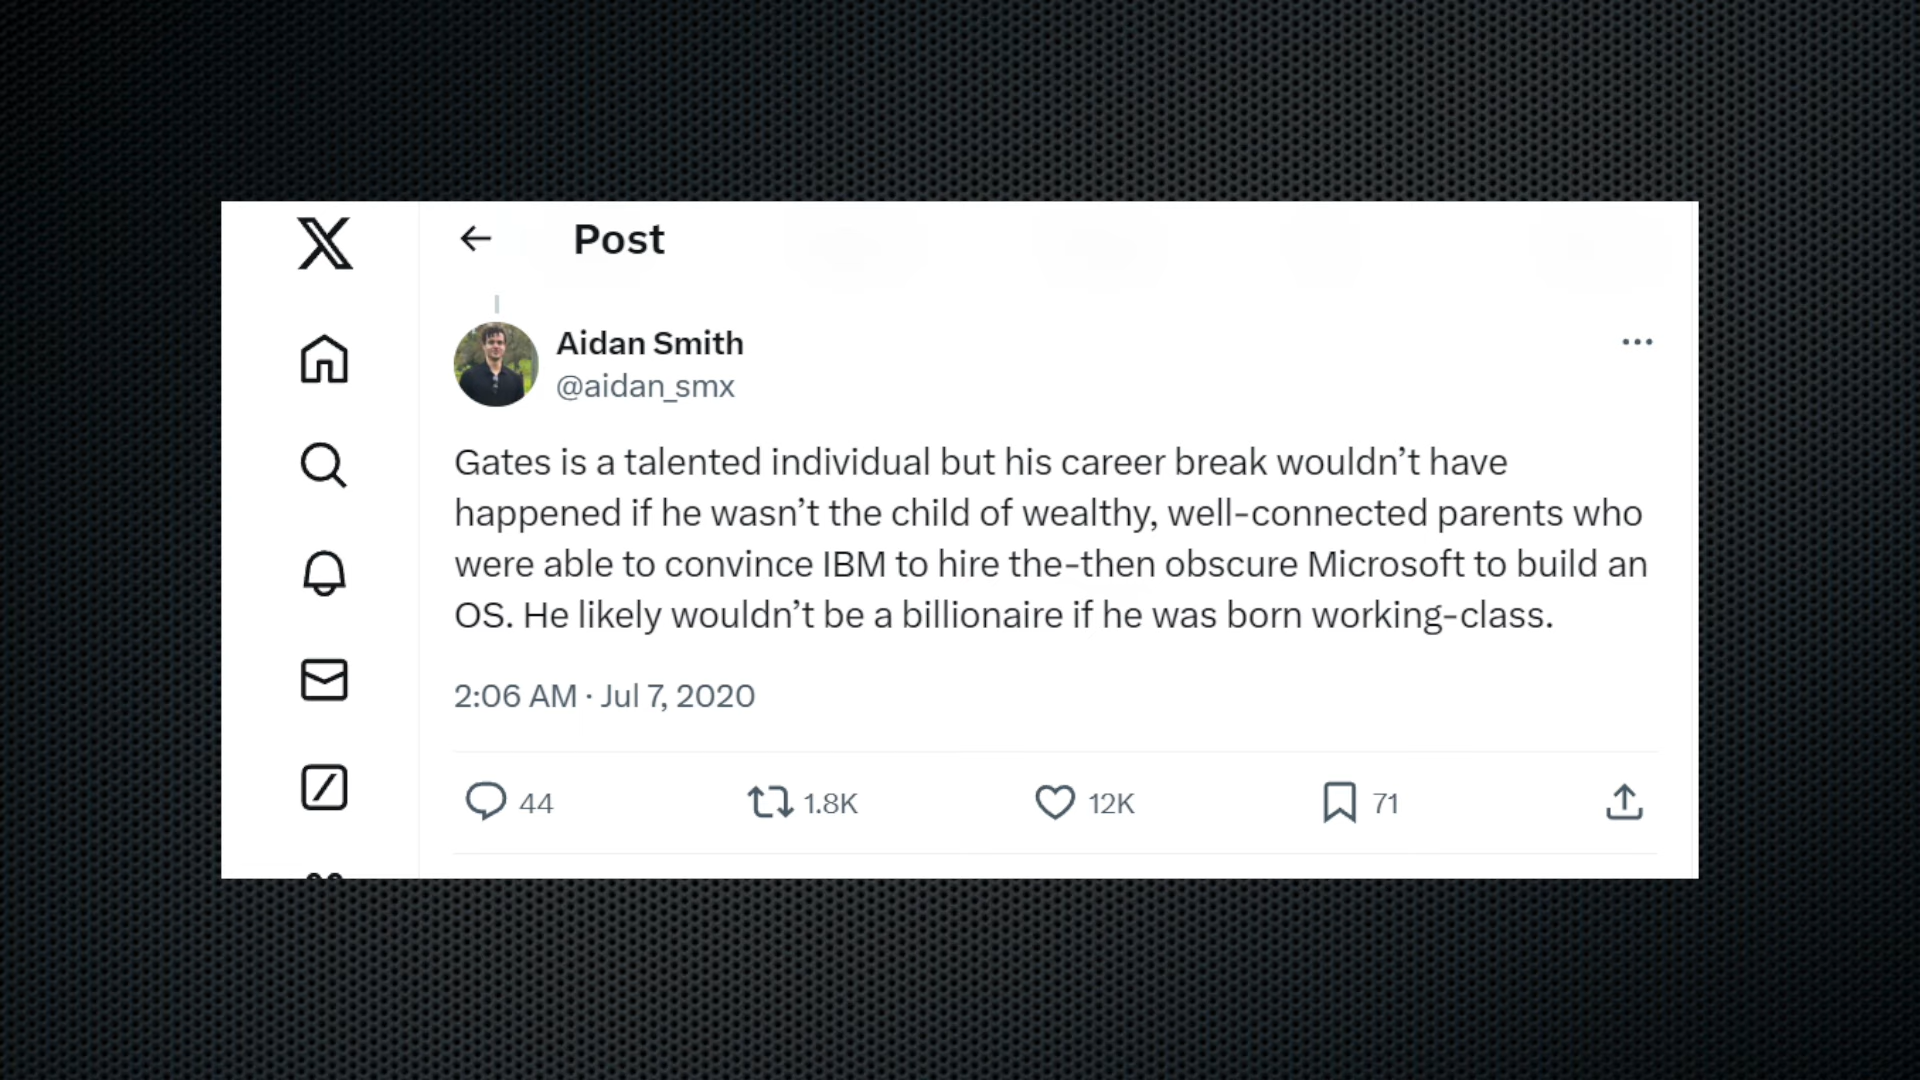 Post
Aidan Smith
@aidan_smx
Gates is a talented individual but his career break wouldn’t have
happened if he wasn’t the child of wealthy, well-connected parents who
were able to convince IBM to hire the-then obscure Microsoft to build an
OS. He likely wouldn’t be a billionaire if he was born working-class.
2:06 AM · Jul 7, 2020
44 1.8K 12K 71